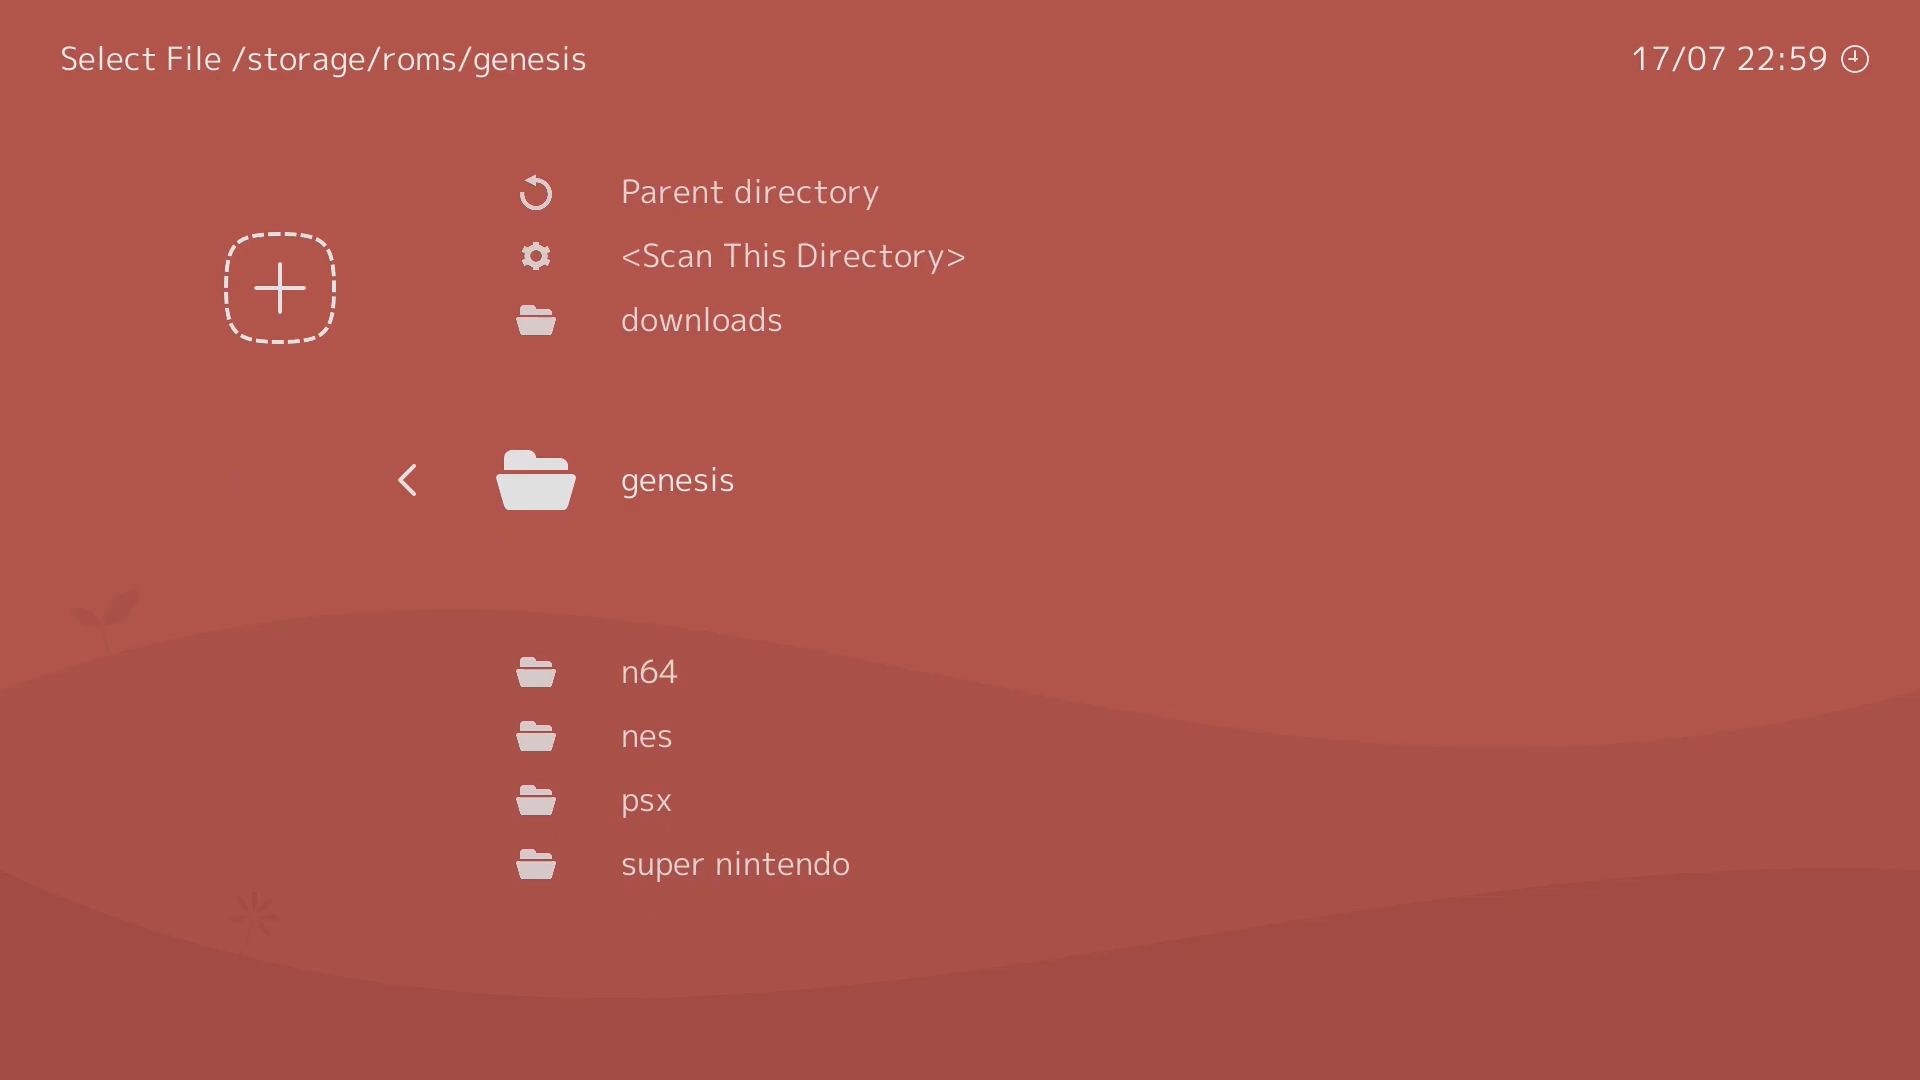 Select File /storage/roms/genesis
17/07 22:59
Parent directory
<Scan This Directory>
downloads
genesis
n64
nes
psx
super nintendo